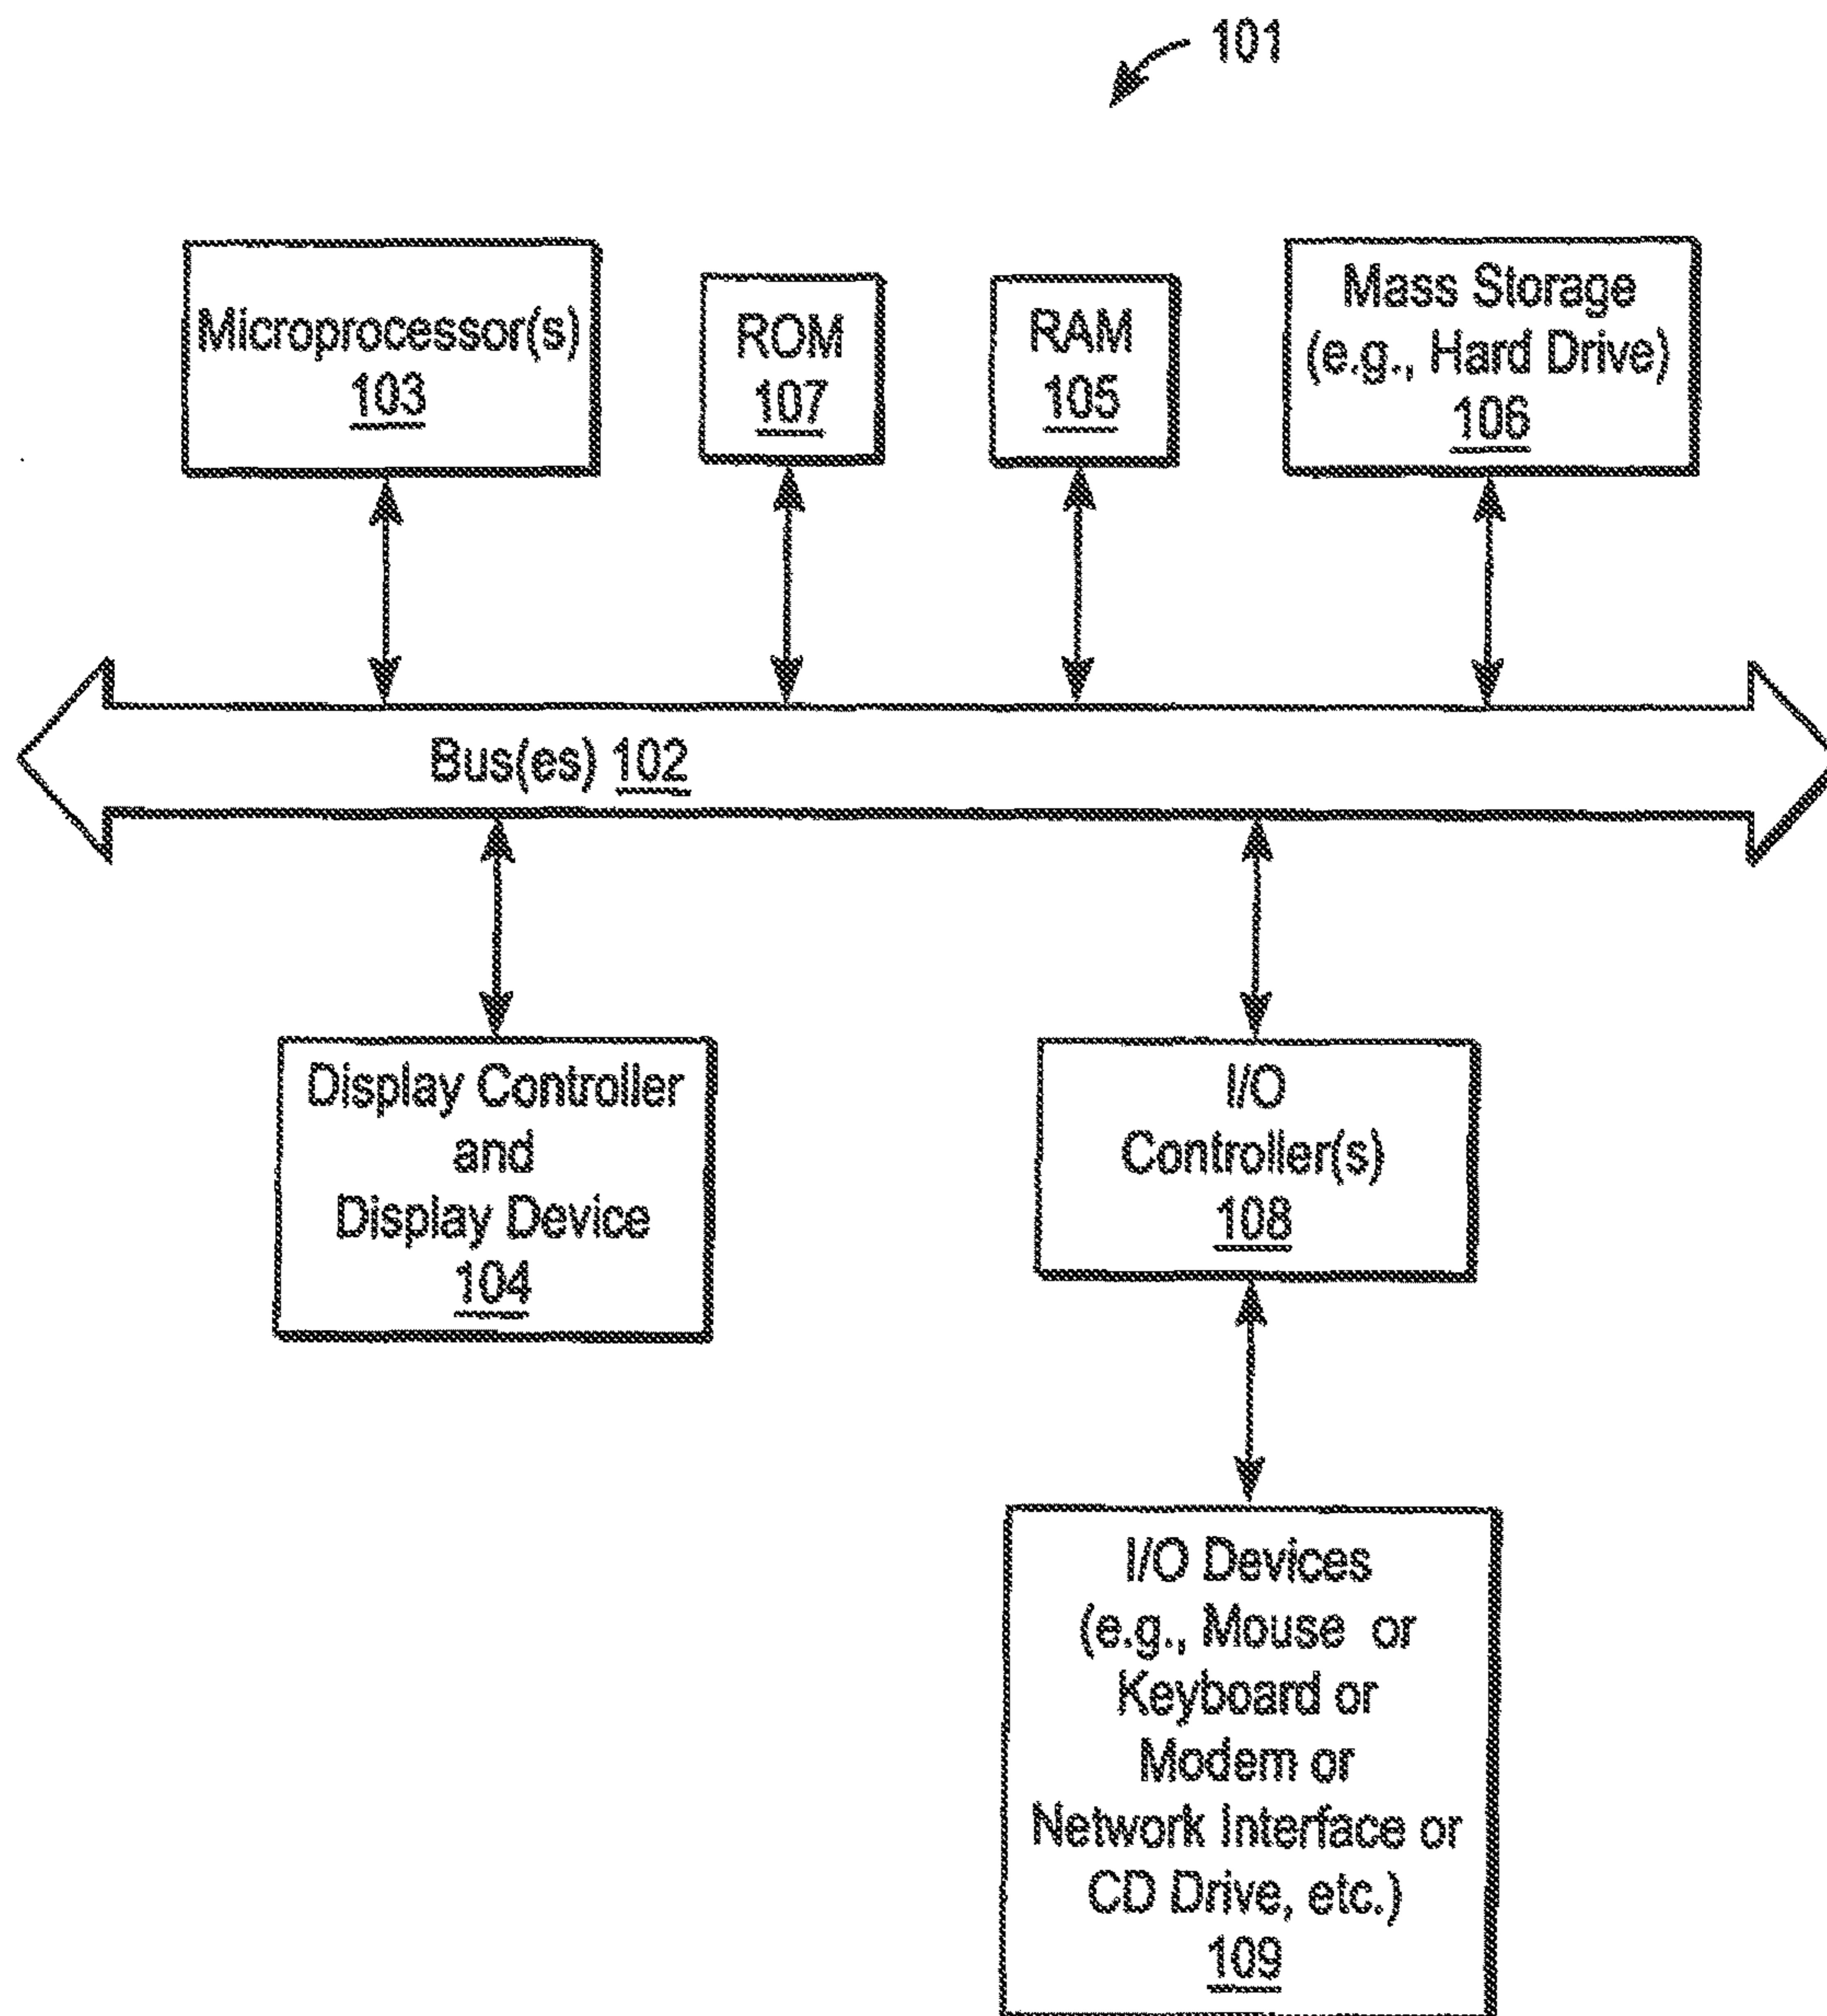 101
Microprocessor(s)
103
ROM
107
RAM
105
Mass Storage
(e.g., Hard Drive)
106
Bus(es) 102
Display Controller
and
Display Device
104
I/O
Controller(s)
108
I/O Devices
(e.g., Mouse or
Keyboard or
Modem or
Network Interface or
CD Drive, etc.)
109